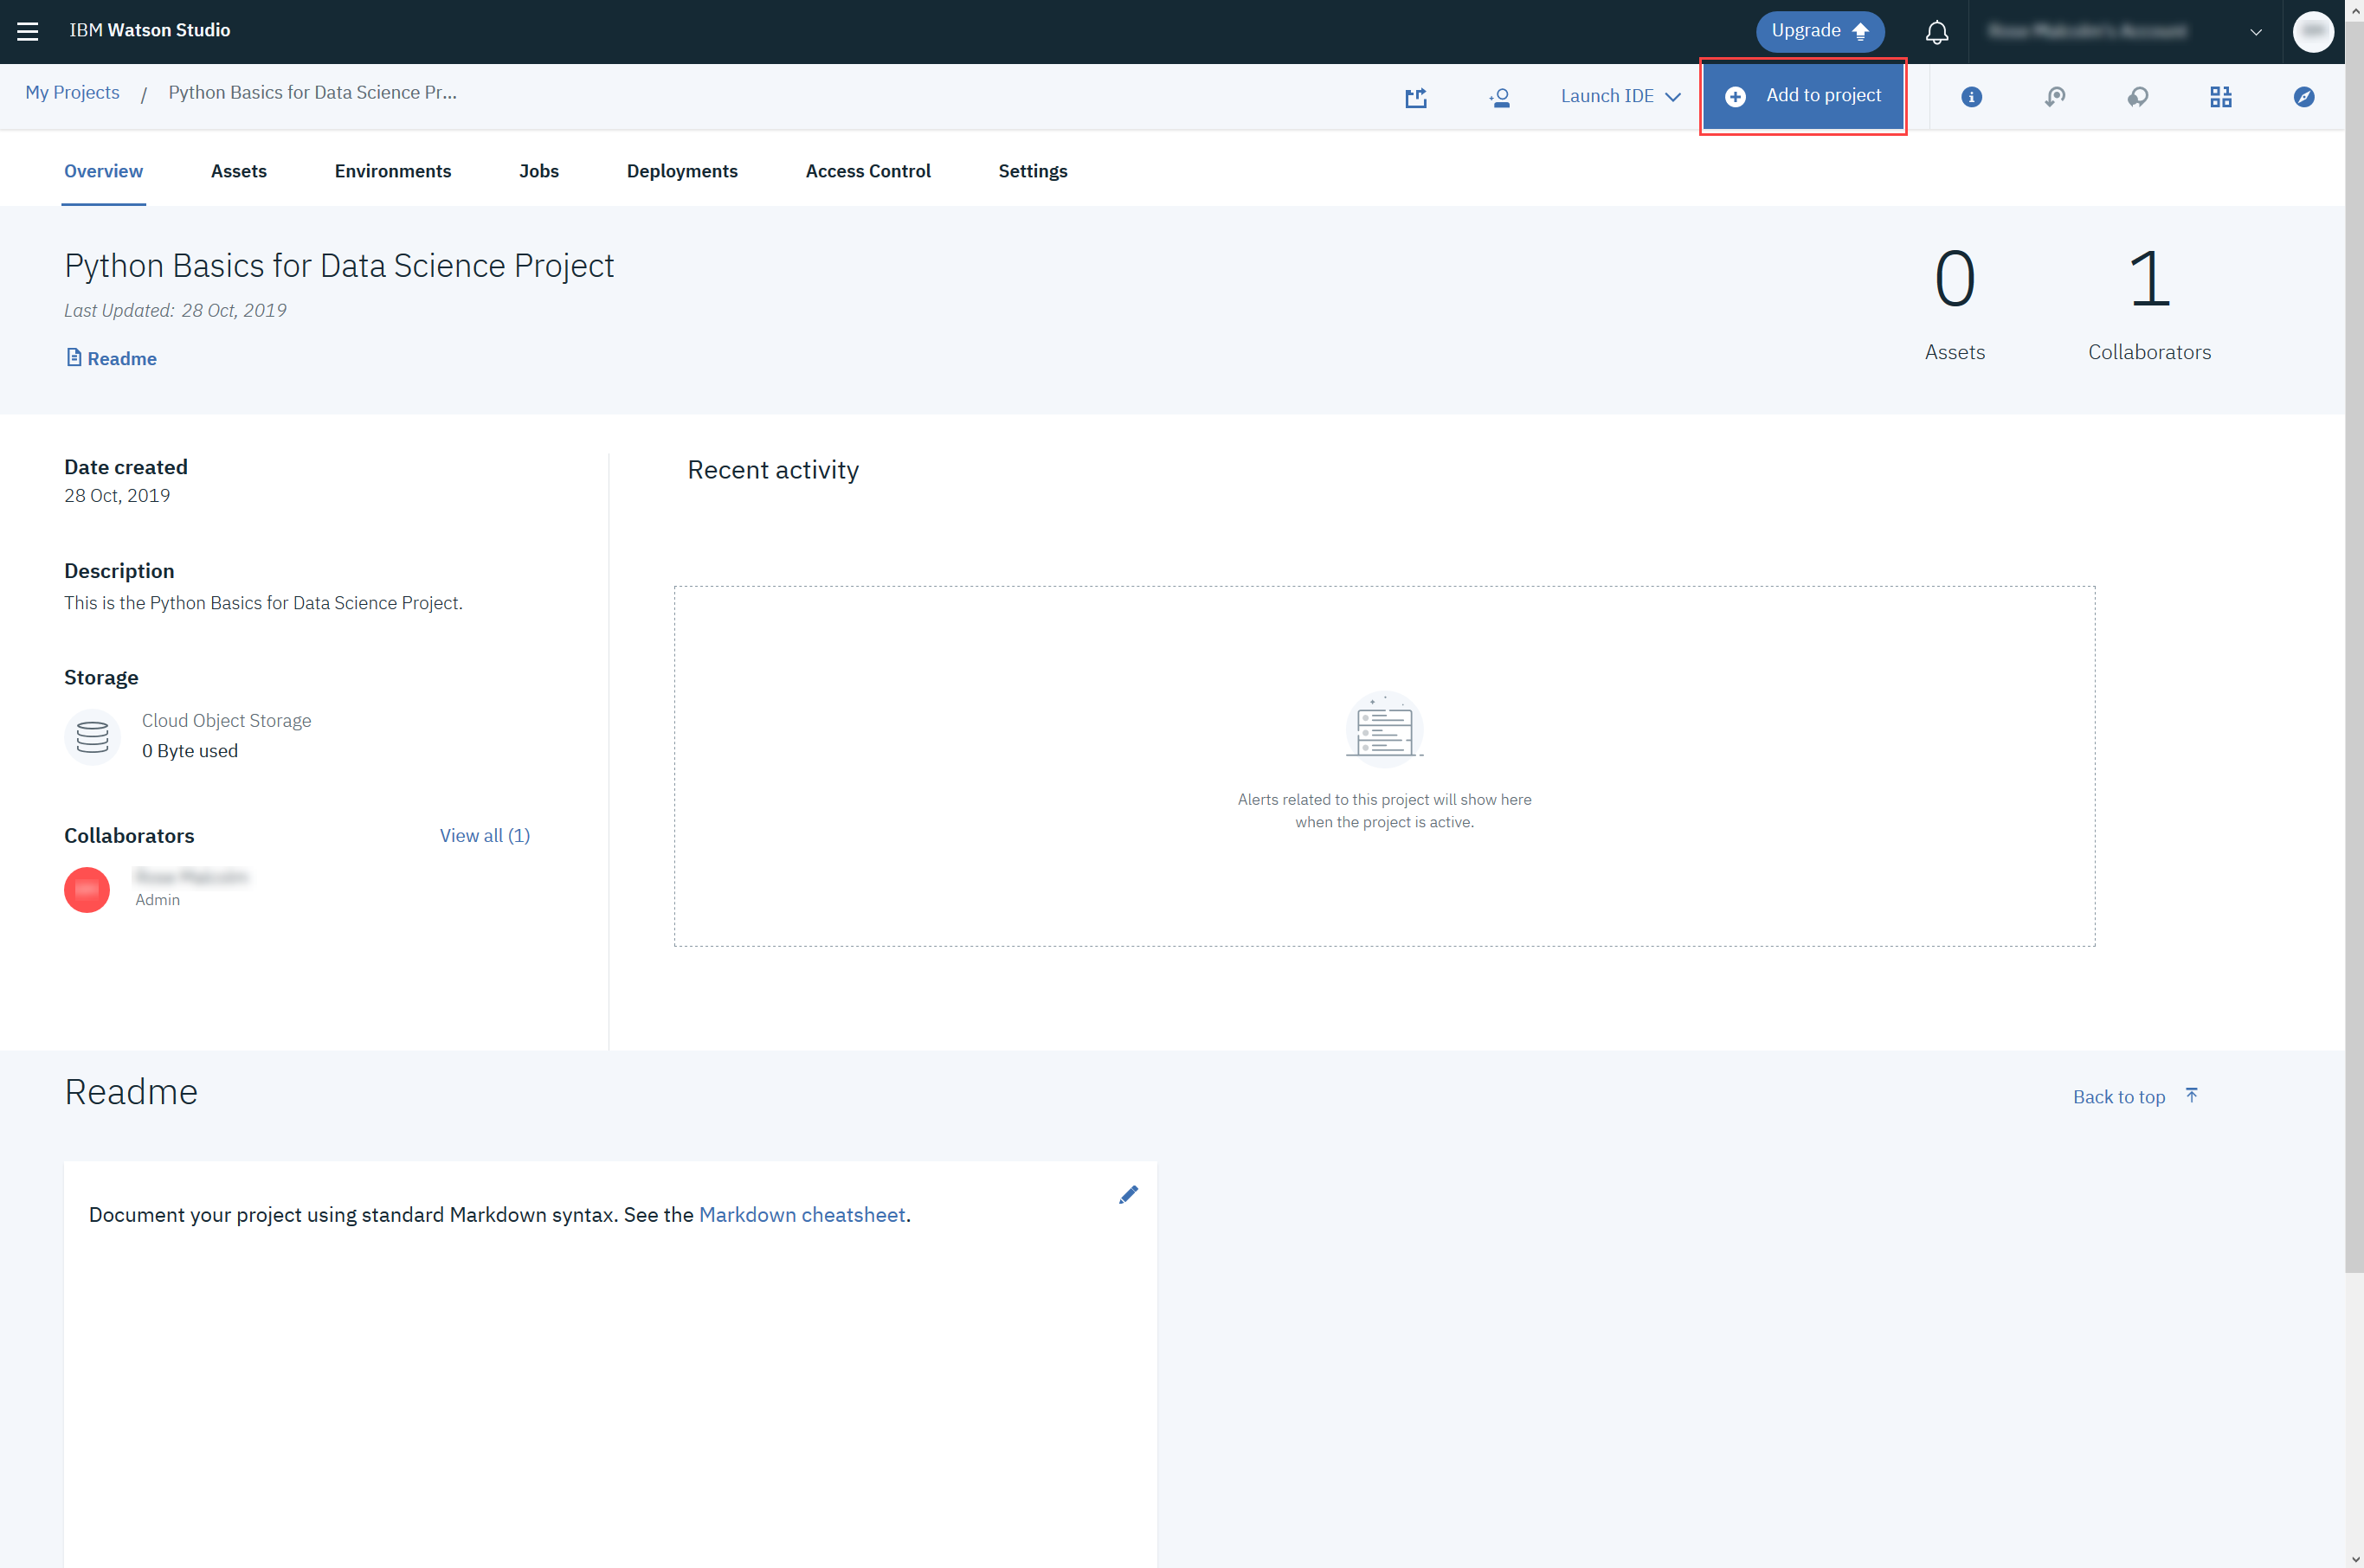 IBM Watson Studio
Upgrade
My Projects / Python Basics for Data Science Pr...
Launch IDE
Add to project
Overview
Assets
Environments
Jobs
Deployments
Access Control
Settings
Python Basics for Data Science Project
Last Updated: 28 Oct, 2019
Readme
0
Assets
1
Collaborators
Date created
28 Oct, 2019
Description
This is the Python Basics for Data Science Project.
Storage
Cloud Object Storage
0 Byte used
Collaborators
View all (1)
Admin
Recent activity
Alerts related to this project will show here
when the project is active.
Readme
Back to top
Document your project using standard Markdown syntax. See the Markdown cheatsheet.